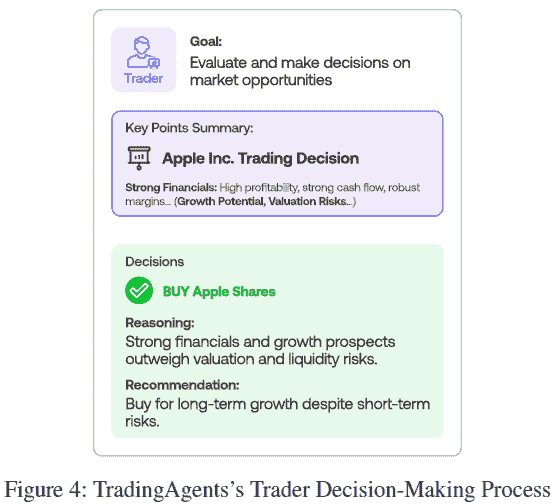 Trader
Goal:
Evaluate and make decisions on
market opportunities
Key Points Summary:
Apple Inc. Trading Decision
Strong Financials: High profitability, strong cash flow, robust
margins... (Growth Potential, Valuation Risks...)
Decisions
BUY Apple Shares
Reasoning:
Strong financials and growth prospects
outweigh valuation and liquidity risks.
Recommendation:
Buy for long-term growth despite short-term
risks.
Figure 4: TradingAgents's Trader Decision-Making Process